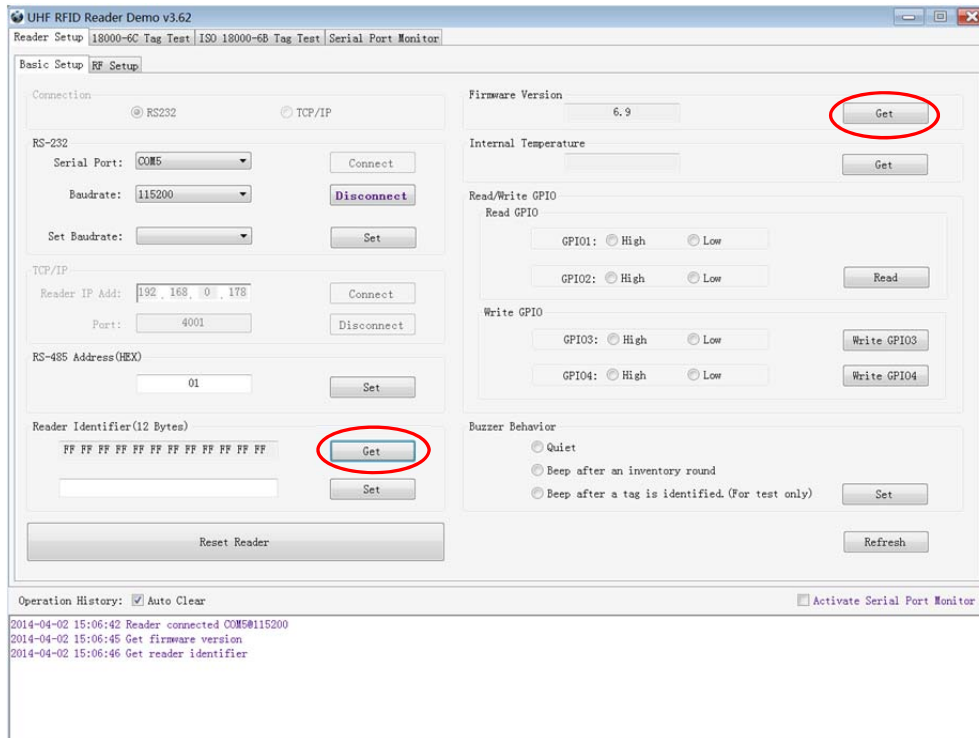 UHF RFID Reader Demo v3.62
Reader Setup 18000-6C Tag Test ISO 18000-6B Tag Test Serial Port Monitor
Basic Setup RF Setup
Connection
RS232 TCP/IP
RS-232
Serial Port: COM5 Connect
Baudrate: 115200 Disconnect
Set Baudrate: Set
TCP/IP
Reader IP Add: 192 . 168 . 0 . 178 Connect
Port: 4001 Disconnect
RS-485 Address(HEX)
01 Set
Reader Identifier(12 Bytes)
FF FF FF FF FF FF FF FF FF FF FF FF Get
Set
Reset Reader
Firmware Version
6.9 Get
Internal Temperature
Get
Read/Write GPIO
Read GPIO
GPIO1: High Low
GPIO2: High Low Read
Write GPIO
GPIO3: High Low Write GPIO3
GPIO4: High Low Write GPIO4
Buzzer Behavior
Quiet
Beep after an inventory round
Beep after a tag is identified.(For test only) Set
Refresh
Operation History: Auto Clear Activate Serial Port Monitor
2014-04-02 15:06:42 Reader connected COM5@115200
2014-04-02 15:06:45 Get firmware version
2014-04-02 15:06:46 Get reader identifier